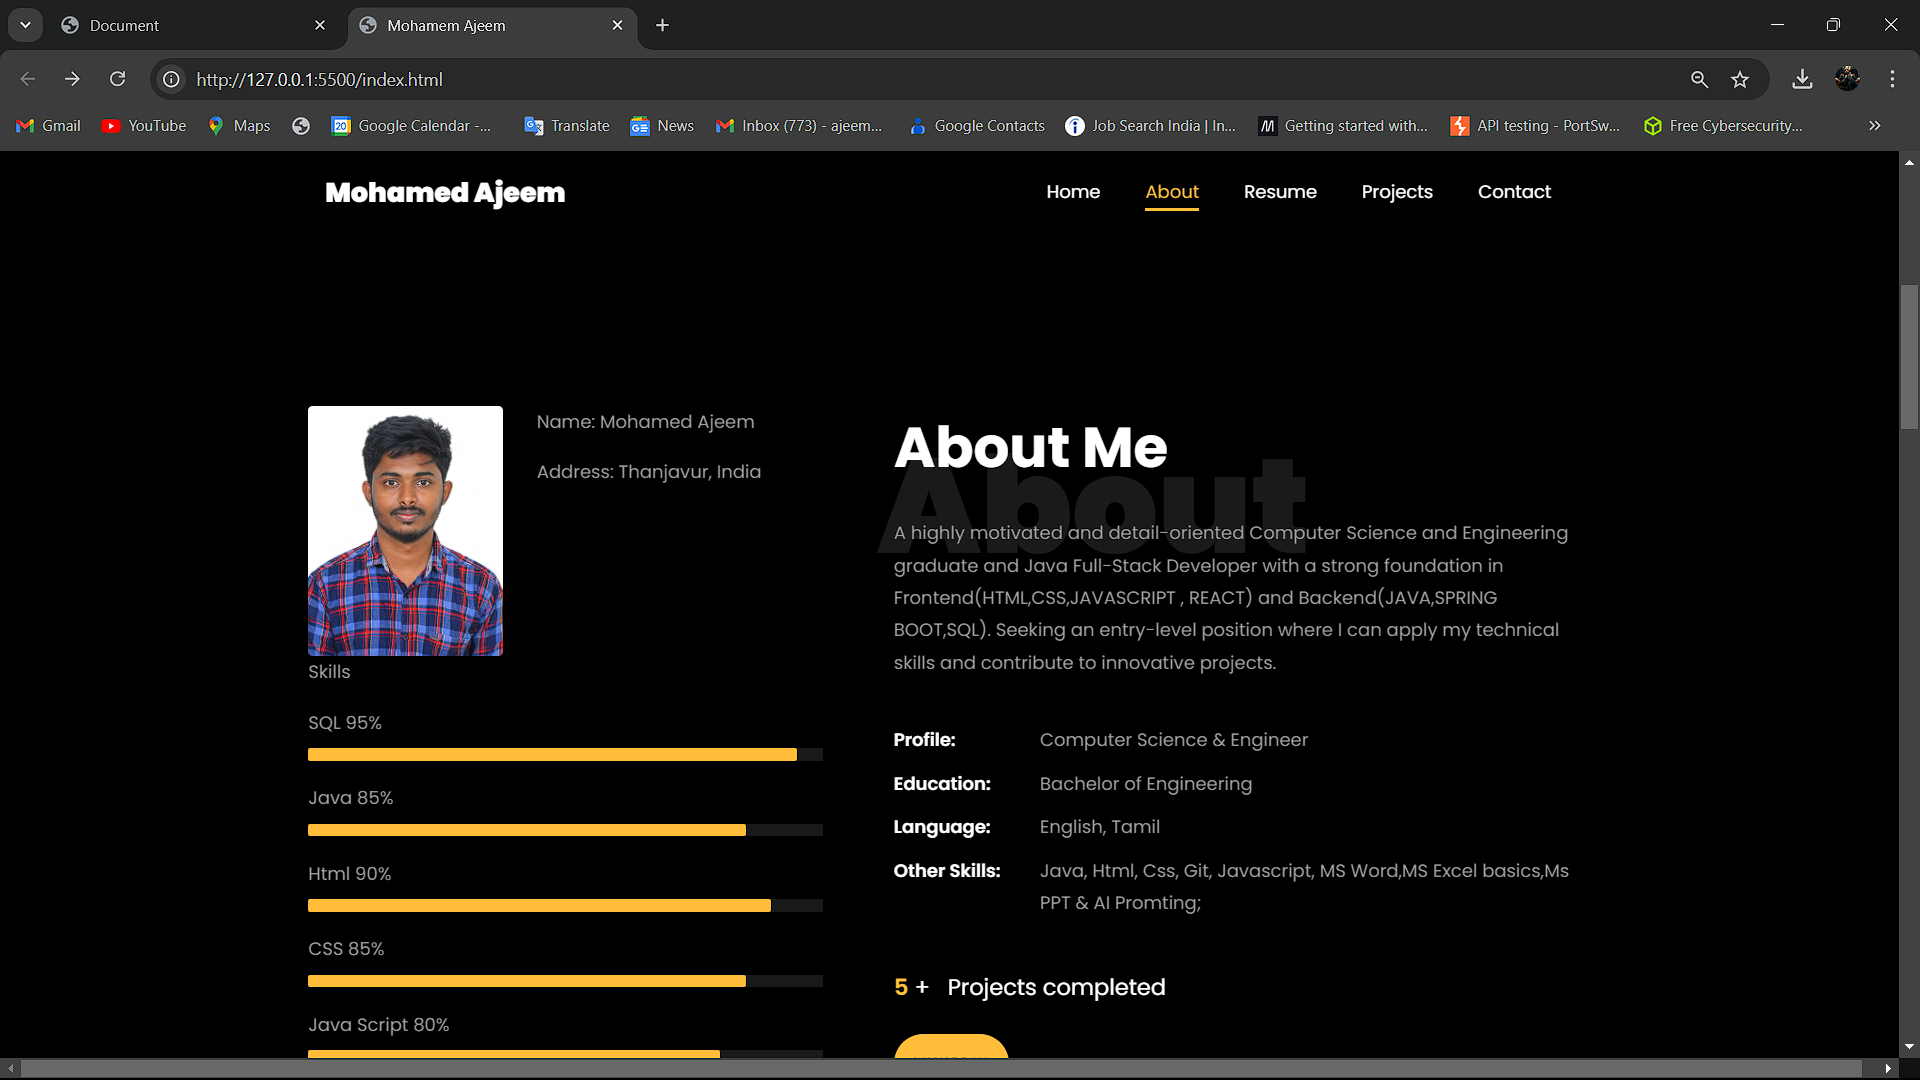 Document
Mohamem Ajeem
http://127.0.0.1:5500/index.html
Gmail
YouTube
Maps
20
Google Calendar -...
Translate
News
Inbox (773) - ajeem...
Google Contacts
Job Search India | In...
Getting started with...
API testing - PortSw...
Free Cybersecurity...
Mohamed Ajeem
Home
About
Resume
Projects
Contact
Name: Mohamed Ajeem
Address: Thanjavur, India
Skills
SQL 95%
Java 85%
Html 90%
CSS 85%
Java Script 80%
About Me
About
A highly motivated and detail-oriented Computer Science and Engineering
graduate and Java Full-Stack Developer with a strong foundation in
Frontend(HTML,CSS,JAVASCRIPT , REACT) and Backend(JAVA,SPRING
BOOT,SQL). Seeking an entry-level position where I can apply my technical
skills and contribute to innovative projects.
Profile: Computer Science & Engineer
Education: Bachelor of Engineering
Language: English, Tamil
Other Skills: Java, Html, Css, Git, Javascript, MS Word,MS Excel basics,Ms
PPT & AI Promting;
5 + Projects completed